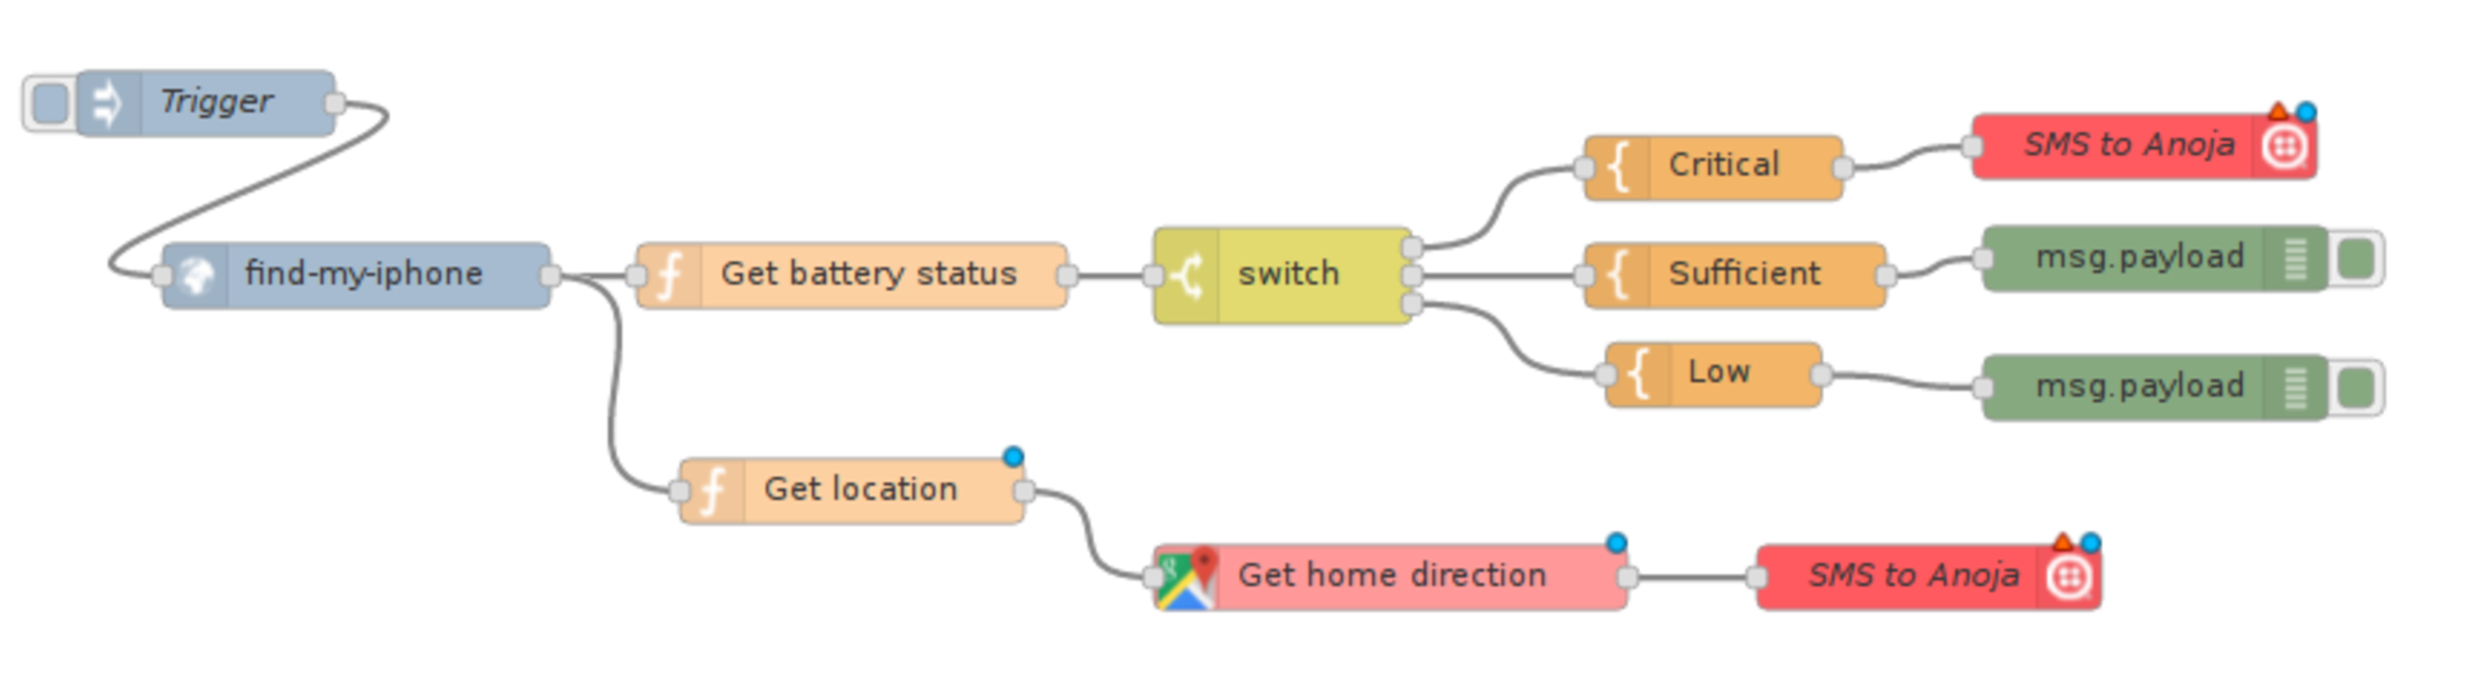 Trigger
find-my-iphone
Get battery status
switch
Critical
SMS to Anoja
Sufficient
msg.payload
Low
msg.payload
Get location
Get home direction
SMS to Anoja